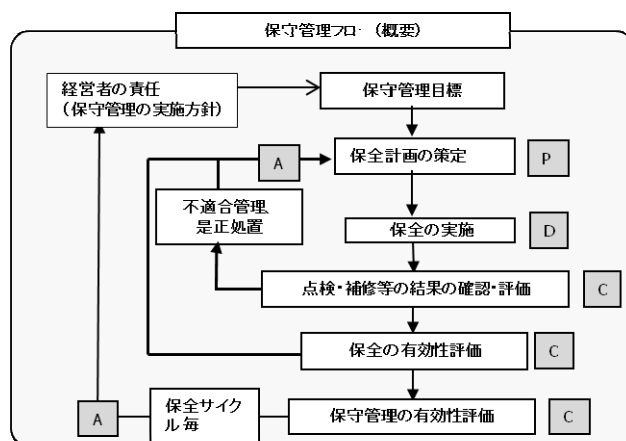 保守管理フロー（概要）
経営者の責任
（保守管理の実施方針）
保守管理目標
A
保全計画の策定
P
不適合管理、
是正処置
保全の実施
D
点検・補修等の結果の確認・評価
C
保全の有効性評価
C
A
保全サイク
ル毎
保守管理の有効性評価
C